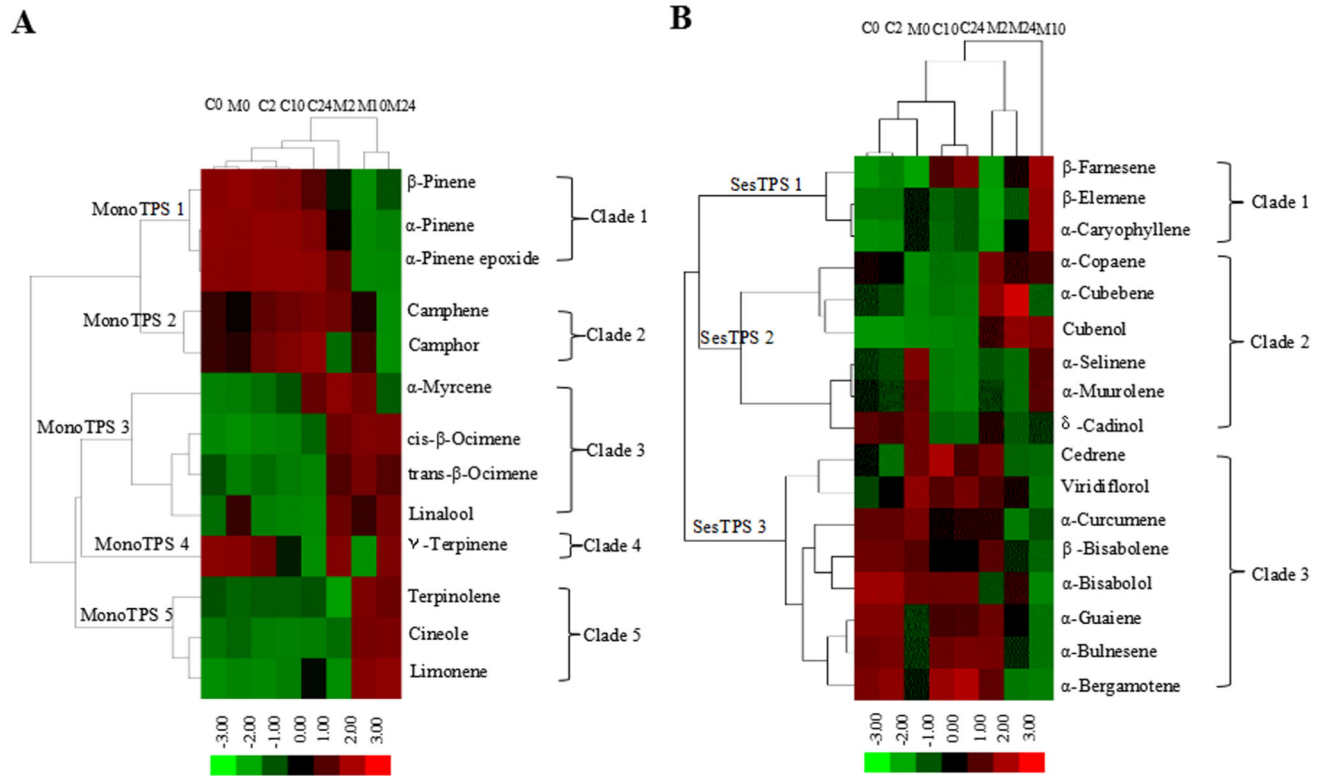 A
C0 M0 C2 C10 C24 M2 M10 M24
MonoTPS 1
MonoTPS 2
MonoTPS 3
MonoTPS 4
MonoTPS 5
β-Pinene
α-Pinene
α-Pinene epoxide
Camphene
Camphor
α-Myrcene
cis-β-Ocimene
trans-β-Ocimene
Linalool
γ-Terpinene
Terpinolene
Cineole
Limonene
Clade 1
Clade 2
Clade 3
Clade 4
Clade 5
-3.00 -2.00 -1.00 0.00 1.00 2.00 3.00
B
C0 C2 M0 C10 C24 M2 M24 M10
SesTPS 1
SesTPS 2
SesTPS 3
β-Farnesene
β-Elemene
α-Caryophyllene
α-Copaene
α-Cubebene
Cubenol
α-Selinene
α-Muurolene
δ -Cadinol
Cedrene
Viridiflorol
α-Curcumene
β -Bisabolene
α-Bisabolol
α-Guaiene
α-Bulnesene
α-Bergamotene
Clade 1
Clade 2
Clade 3
-3.00 -2.00 -1.00 0.00 1.00 2.00 3.00